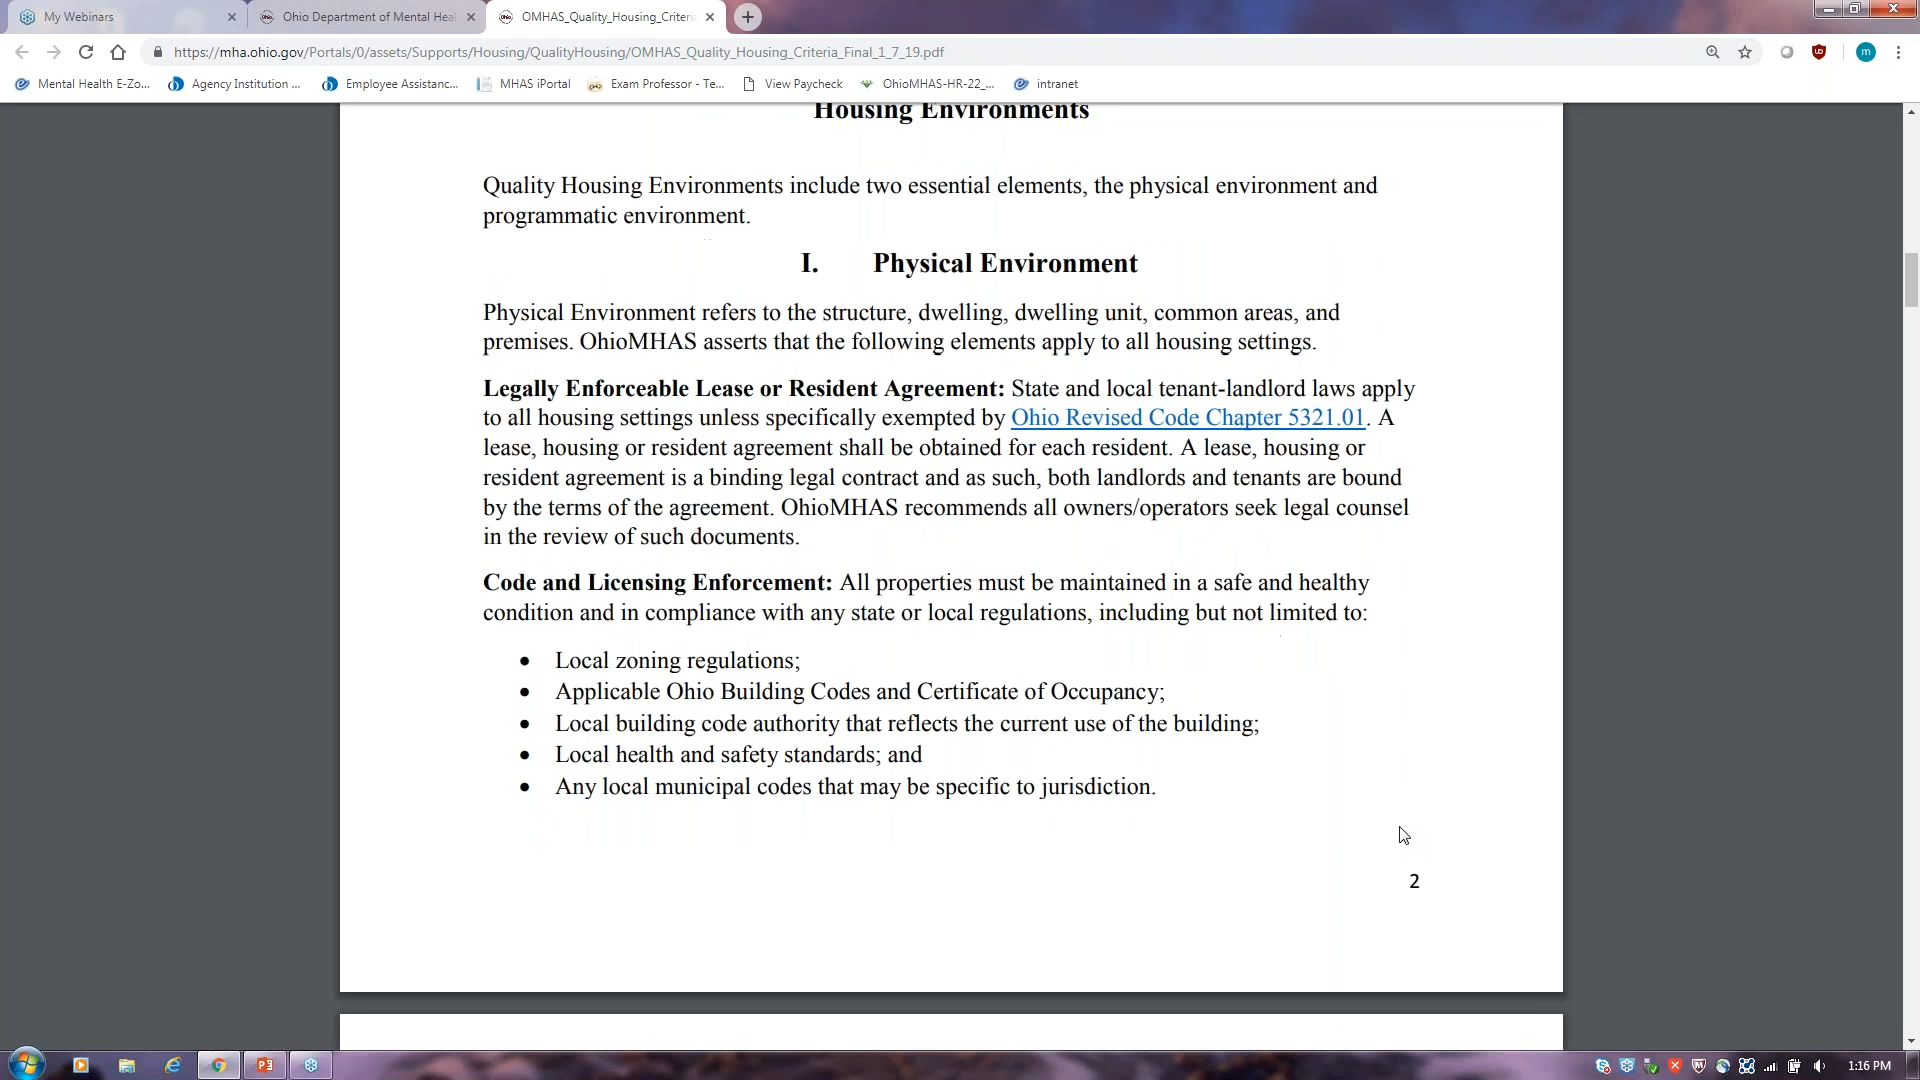 My Webinars
Ohio Department of Mental Hea
OMHAS_Quality_Housing_Criteri
https://mha.ohio.gov/Portals/0/assets/Supports/Housing/QualityHousing/OMHAS_Quality_Housing_Criteria_Final_1_7_19.pdf
m
Mental Health E-Zo...
Agency Institution ...
Employee Assistanc...
MHAS iPortal
Exam Professor - Te...
View Paycheck
OhioMHAS-HR-22_...
intranet
Housing Environments
Quality Housing Environments include two essential elements, the physical environment and
programmatic environment.
I. Physical Environment
Physical Environment refers to the structure, dwelling, dwelling unit, common areas, and
premises. OhioMHAS asserts that the following elements apply to all housing settings.
Legally Enforceable Lease or Resident Agreement: State and local tenant-landlord laws apply
to all housing settings unless specifically exempted by Ohio Revised Code Chapter 5321.01. A
lease, housing or resident agreement shall be obtained for each resident. A lease, housing or
resident agreement is a binding legal contract and as such, both landlords and tenants are bound
by the terms of the agreement. OhioMHAS recommends all owners/operators seek legal counsel
in the review of such documents.
Code and Licensing Enforcement: All properties must be maintained in a safe and healthy
condition and in compliance with any state or local regulations, including but not limited to:
• Local zoning regulations;
• Applicable Ohio Building Codes and Certificate of Occupancy;
• Local building code authority that reflects the current use of the building;
• Local health and safety standards; and
• Any local municipal codes that may be specific to jurisdiction.
2
1:16 PM